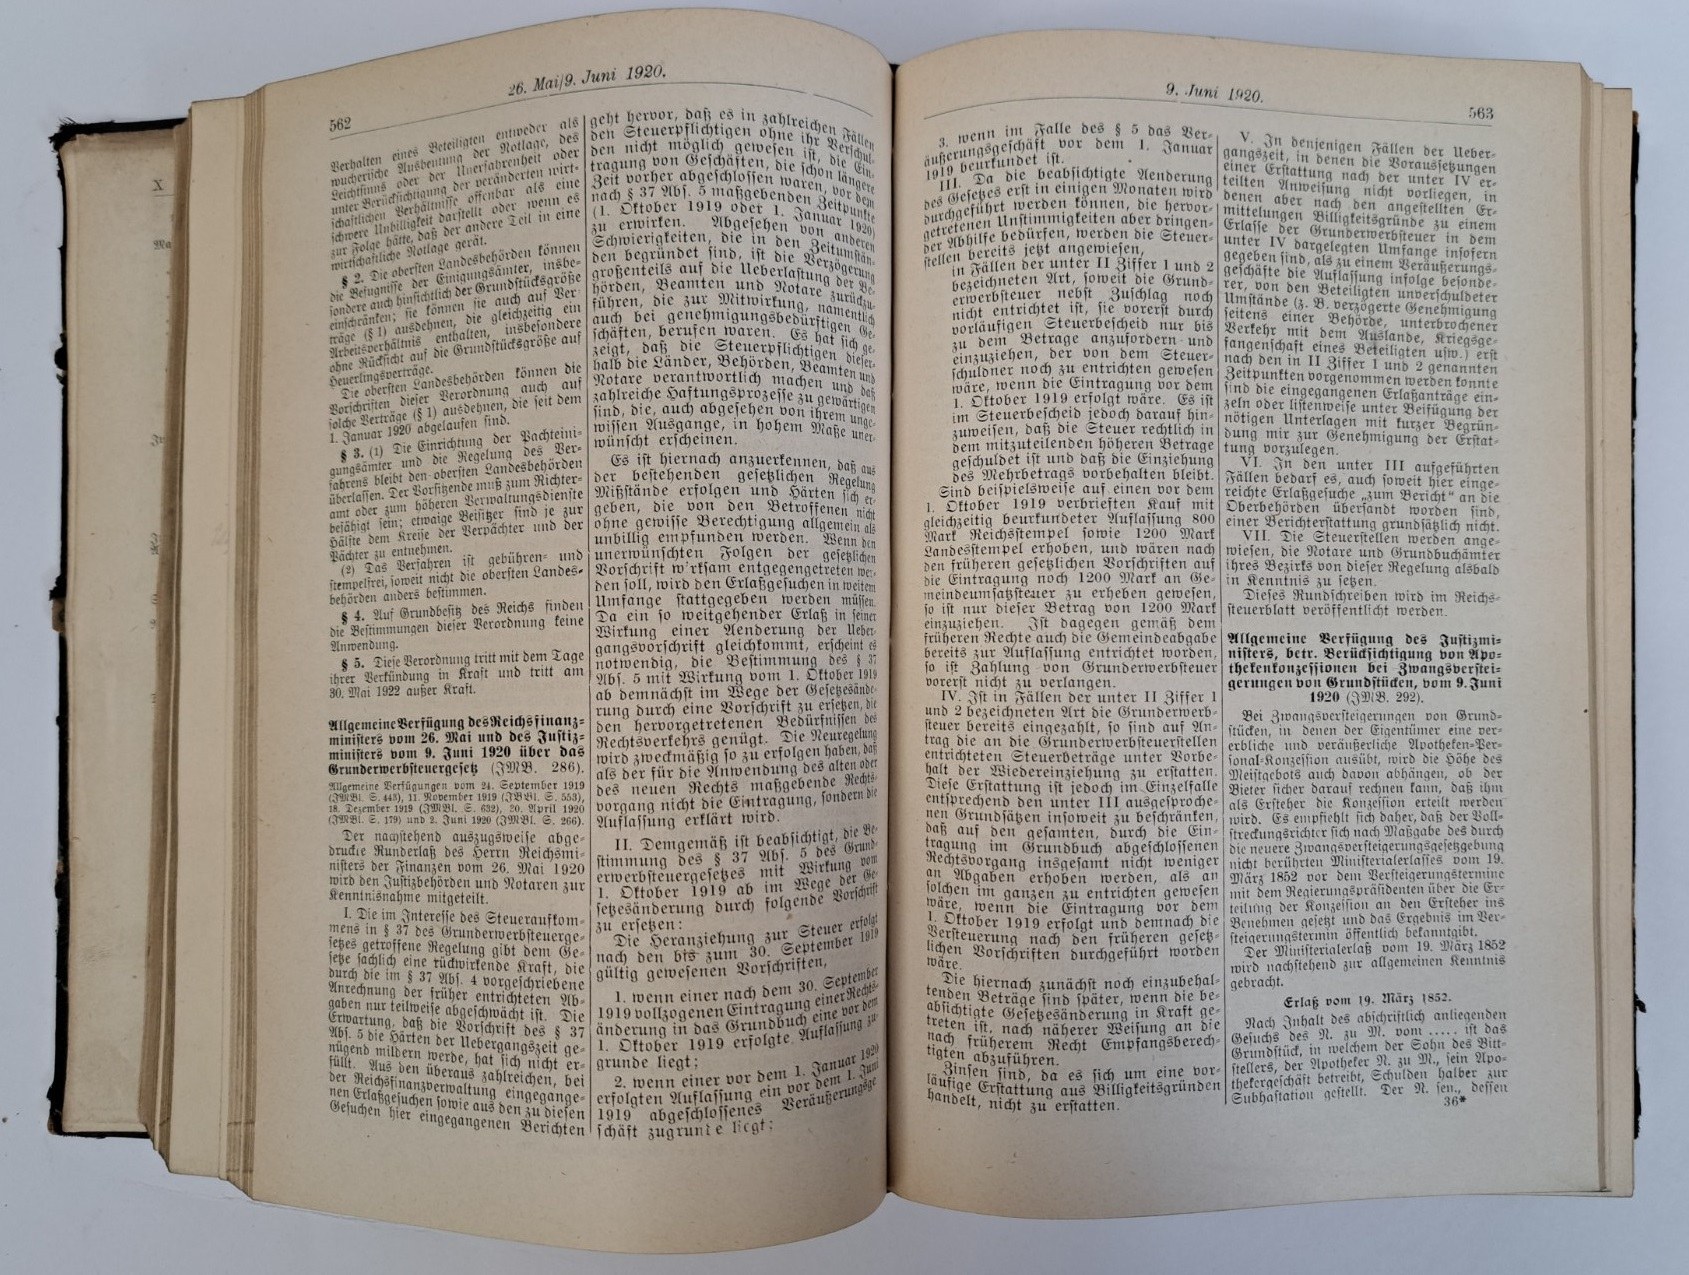 26. Mai/9. Juni 1920.
562
Verhalten eines Beteiligten entweder als
wucherische Ausbeutung der Notlage, des
Leichtsinns oder der Unerfahrenheit oder
unter Berücksichtigung der veränderten wirt-
schaftlichen Verhältnisse offenbar als eine
schwere Unbilligkeit darstellt oder wenn es
zur Folge hätte, daß der andere Teil in eine
wirtschaftliche Notlage gerät.
§ 2. Die obersten Landesbehörden können
die Befugnisse der Einigungsämter, insbe-
sondere auch hinsichtlich der Grundstücksgröße
einschränken; sie können sie auch auf Ver-
träge (§ 1) ausdehnen, die gleichzeitig ein
Arbeitsverhältnis enthalten, insbesondere
ohne Rücksicht auf die Grundstücksgröße auf
Heuerlingsverträge.
Die obersten Landesbehörden können die
Vorschriften dieser Verordnung auch auf
solche Verträge (§ 1) ausdehnen, die seit dem
1. Januar 1920 abgelaufen sind.
§ 3. (1) Die Einrichtung der Pachteini-
gungsämter und die Regelung des Ver-
fahrens bleibt den obersten Landesbehörden
überlassen. Der Vorsitzende muß zum Richter-
amt oder zum höheren Verwaltungsdienste
befähigt sein; etwaige Beisitzer sind je zur
Hälfte dem Kreise der Verpächter und der
Pächter zu entnehmen.
(2) Das Verfahren ist gebühren- und
stempelfrei, soweit nicht die obersten Landes-
behörden anders bestimmen.
§ 4. Auf Grundbesitz des Reichs finden
die Bestimmungen dieser Verordnung keine
Anwendung.
§ 5. Diese Verordnung tritt mit dem Tage
ihrer Verkündung in Kraft und tritt am
30. Mai 1922 außer Kraft.
Allgemeine Verfügung des Reichsfinanz-
ministers vom 26. Mai und des Justiz-
ministers vom 9. Juni 1920 über das
Grunderwerbsteuergesetz (JMB. 286).
Allgemeine Verfügungen vom 24. September 1919
(JMBl. S. 443), 11. November 1919 (JBBl. S. 553),
18. Dezember 1919 (JMBl. S. 632), 20. April 1920
(JMBl. S. 179) und 2. Juni 1920 (JMBl. S. 266).
Der nachstehend auszugsweise abge-
druckte Runderlaß des Herrn Reichsmi-
nisters der Finanzen vom 26. Mai 1920
wird den Justizbehörden und Notaren zur
Kenntnisnahme mitgeteilt.
I. Die im Interesse des Steueraufkom-
mens in § 37 des Grunderwerbsteuerge-
setzes getroffene Regelung gibt dem Ge-
setze sachlich eine rückwirkende Kraft, die
durch die im § 37 Abs. 4 vorgeschriebene
Anrechnung der früher entrichteten Ab-
gaben nur teilweise abgeschwächt ist. Die
Erwartung, daß die Vorschrift des § 37
Abs. 5 die Härten der Uebergangszeit ge-
nügend mildern werde, hat sich nicht er-
füllt. Aus den überaus zahlreichen, bei
der Reichsfinanzverwaltung eingegange-
nen Erlaßgesuchen sowie aus den zu diesen
Gesuchen hier eingegangenen Berichten
geht hervor, daß es in zahlreichen Fällen
den Steuerpflichtigen ohne ihr Verschul-
den nicht möglich gewesen ist, die Ein-
tragung von Geschäften, die schon längere
Zeit vorher abgeschlossen waren, vor dem
nach § 37 Abs. 5 maßgebenden Zeitpunkte
(1. Oktober 1919 oder 1. Januar 1920)
zu erwirken. Abgesehen von anderen
Schwierigkeiten, die in den Zeitumstän-
den begründet sind, ist die Verzögerung
großenteils auf die Ueberlastung der Be-
hörden, Beamten und Notare zurückzu-
führen, die zur Mitwirkung, namentlich
auch bei genehmigungsbedürftigen Ge-
schäften, berufen waren. Es hat sich ge-
zeigt, daß die Steuerpflichtigen dieser-
halb die Länder, Behörden, Beamten und
Notare verantwortlich machen und daß
zahlreiche Haftungsprozesse zu gewärtigen
sind, die, auch abgesehen von ihrem unge-
wissen Ausgange, in hohem Maße uner-
wünscht erscheinen.
Es ist hiernach anzuerkennen, daß aus
der bestehenden gesetzlichen Regelung
Mißstände erfolgen und Härten sich er-
geben, die von den Betroffenen nicht
ohne gewisse Berechtigung allgemein als
unbillig empfunden werden. Wenn den
unerwünschten Folgen der gesetzlichen
Vorschrift wirksam entgegengetreten wer-
den soll, wird den Erlaßgesuchen in weitem
Umfange stattgegeben werden müssen.
Da ein so weitgehender Erlaß in seiner
Wirkung einer Aenderung der Ueber-
gangsvorschrift gleichkommt, erscheint es
notwendig, die Bestimmung des § 37
Abs. 5 mit Wirkung vom 1. Oktober 1919
ab demnächst im Wege der Gesetzesände-
rung durch eine Vorschrift zu ersetzen, die
den hervorgetretenen Bedürfnissen des
Rechtsverkehrs genügt. Die Neuregelung
wird zweckmäßig so zu erfolgen haben, daß
als der für die Anwendung des alten oder
des neuen Rechts maßgebende Rechts-
vorgang nicht die Eintragung, sondern die
Auflassung erklärt wird.
II. Demgemäß ist beabsichtigt, die Be-
stimmung des § 37 Abs. 5 des Grund-
erwerbsteuergesetzes mit Wirkung vom
1. Oktober 1919 ab im Wege der Ge-
setzesänderung durch folgende Vorschrift
zu ersetzen:
Die Heranziehung zur Steuer erfolgt
nach den bis zum 30. September 1919
gültig gewesenen Vorschriften,
1. wenn einer nach dem 30. September
1919 vollzogenen Eintragung einer Rechts-
änderung in das Grundbuch eine vor dem
1. Oktober 1919 erfolgte Auflassung zu-
grunde liegt;
2. wenn einer vor dem 1. Januar 1920
erfolgten Auflassung ein vor dem 1. Juni
1919 abgeschlossenes Veräußerungsge-
schäft zugrunde liegt;
9. Juni 1920.
563
3. wenn im Falle des § 5 das Ver-
äußerungsgeschäft vor dem 1. Januar
1919 beurkundet ist.
III. Da die beabsichtigte Aenderung
des Gesetzes erst in einigen Monaten wird
durchgeführt werden können, die hervor-
getretenen Unstimmigkeiten aber dringen-
der Abhilfe bedürfen, werden die Steuer-
stellen bereits jetzt angewiesen,
in Fällen der unter II Ziffer 1 und 2
bezeichneten Art, soweit die Grund-
erwerbsteuer nebst Zuschlag noch
nicht entrichtet ist, sie vorerst durch
vorläufigen Steuerbescheid nur bis
zu dem Betrage anzufordern und
einzuziehen, der von dem Steuer-
schuldner noch zu entrichten gewesen
wäre, wenn die Eintragung vor dem
1. Oktober 1919 erfolgt wäre. Es ist
im Steuerbescheid jedoch darauf hin-
zuweisen, daß die Steuer rechtlich in
dem mitzuteilenden höheren Betrage
geschuldet ist und daß die Einziehung
des Mehrbetrags vorbehalten bleibt.
Sind beispielsweise auf einen vor dem
1. Oktober 1919 verbrieften Kauf mit
gleichzeitig beurkundeter Auflassung 800
Mark Reichsstempel sowie 1200 Mark
Landesstempel erhoben, und wären nach
den früheren gesetzlichen Vorschriften auf
die Eintragung noch 1200 Mark an Ge-
meindeumsatzsteuer zu erheben gewesen,
so ist nur dieser Betrag von 1200 Mark
einzuziehen. Ist dagegen gemäß dem
früheren Rechte auch die Gemeindeabgabe
bereits zur Auflassung entrichtet worden,
so ist Zahlung von Grunderwerbsteuer
vorerst nicht zu verlangen.
IV. Ist in Fällen der unter II Ziffer 1
und 2 bezeichneten Art die Grunderwerb-
steuer bereits eingezahlt, so sind auf An-
trag die an die Grunderwerbsteuerstellen
entrichteten Steuerbeträge unter Vorbe-
halt der Wiedereinziehung zu erstatten.
Diese Erstattung ist jedoch im Einzelfalle
entsprechend den unter III ausgesproche-
nen Grundsätzen insoweit zu beschränken,
daß auf den gesamten, durch die Ein-
tragung im Grundbuch abgeschlossenen
Rechtsvorgang insgesamt nicht weniger
an Abgaben erhoben werden, als an
solchen im ganzen zu entrichten gewesen
wäre, wenn die Eintragung vor dem
1. Oktober 1919 erfolgt und demnach die
Versteuerung nach den früheren gesetz-
lichen Vorschriften durchgeführt worden
wäre.
Die hiernach zunächst noch einzubehal-
tenden Beträge sind später, wenn die be-
absichtigte Gesetzesänderung in Kraft ge-
treten ist, nach näherer Weisung an die
nach früherem Recht Empfangsberech-
tigten abzuführen.
Zinsen sind, da es sich um eine vor-
läufige Erstattung aus Billigkeitsgründen
handelt, nicht zu erstatten.
V. In denjenigen Fällen der Ueber-
gangszeit, in denen die Voraussetzungen
einer Erstattung nach der unter IV er-
teilten Anweisung nicht vorliegen, in
denen aber nach den angestellten Er-
mittelungen Billigkeitsgründe zu einem
Erlasse der Grunderwerbsteuer in dem
unter IV dargelegten Umfange insofern
gegeben sind, als zu einem Veräußerungs-
geschäfte die Auflassung infolge besonde-
rer, von den Beteiligten unverschuldeter
Umstände (z. B. verzögerte Genehmigung
seitens einer Behörde, unterbrochener
Verkehr mit dem Auslande, Kriegsge-
fangenschaft eines Beteiligten usw.) erst
nach den in II Ziffer 1 und 2 genannten
Zeitpunkten vorgenommen werden konnte
sind die eingegangenen Erlaßanträge ein-
zeln oder listenweise unter Beifügung der
nötigen Unterlagen mit kurzer Begrün-
dung mir zur Genehmigung der Erstat-
tung vorzulegen.
VI. In den unter III aufgeführten
Fällen bedarf es, auch soweit hier einge-
reichte Erlaßgesuche „zum Bericht“ an die
Oberbehörden übersandt worden sind,
einer Berichterstattung grundsätzlich nicht.
VII. Die Steuerstellen werden ange-
wiesen, die Notare und Grundbuchämter
ihres Bezirks von dieser Regelung alsbald
in Kenntnis zu setzen.
Dieses Rundschreiben wird im Reichs-
steuerblatt veröffentlicht werden.
Allgemeine Verfügung des Justizmi-
nisters, betr. Berücksichtigung von Apo-
thekenkonzessionen bei Zwangsverstei-
gerungen von Grundstücken, vom 9. Juni
1920 (JMB. 292).
Bei Zwangsversteigerungen von Grund-
stücken, in denen der Eigentümer eine ver-
erbliche und veräußerliche Apotheken-Per-
sonal-Konzession ausübt, wird die Höhe des
Meistgebots auch davon abhängen, ob der
Bieter sicher darauf rechnen kann, daß ihm
als Ersteher die Konzession erteilt werden
wird. Es empfiehlt sich daher, daß der Voll-
streckungsrichter sich nach Maßgabe des durch
die neuere Zwangsversteigerungsgesetzgebung
nicht berührten Ministerialerlasses vom 19.
März 1852 vor dem Versteigerungstermine
mit dem Regierungspräsidenten über die Er-
teilung der Konzession an den Ersteher ins
Benehmen gesetzt und das Ergebnis im Ver-
steigerungstermin öffentlich bekanntgibt.
Der Ministerialerlaß vom 19. März 1852
wird nachstehend zur allgemeinen Kenntnis
gebracht.
Erlaß vom 19. März 1852.
Nach Inhalt des abschriftlich anliegenden
Gesuchs des N. zu M. vom ..... ist das
Grundstück, in welchem der Sohn des Bitt-
stellers, der Apotheker N. zu M., sein Apo-
thekergeschäft betreibt, Schulden halber zur
Subhastation gestellt. Der N. sen., dessen
36*